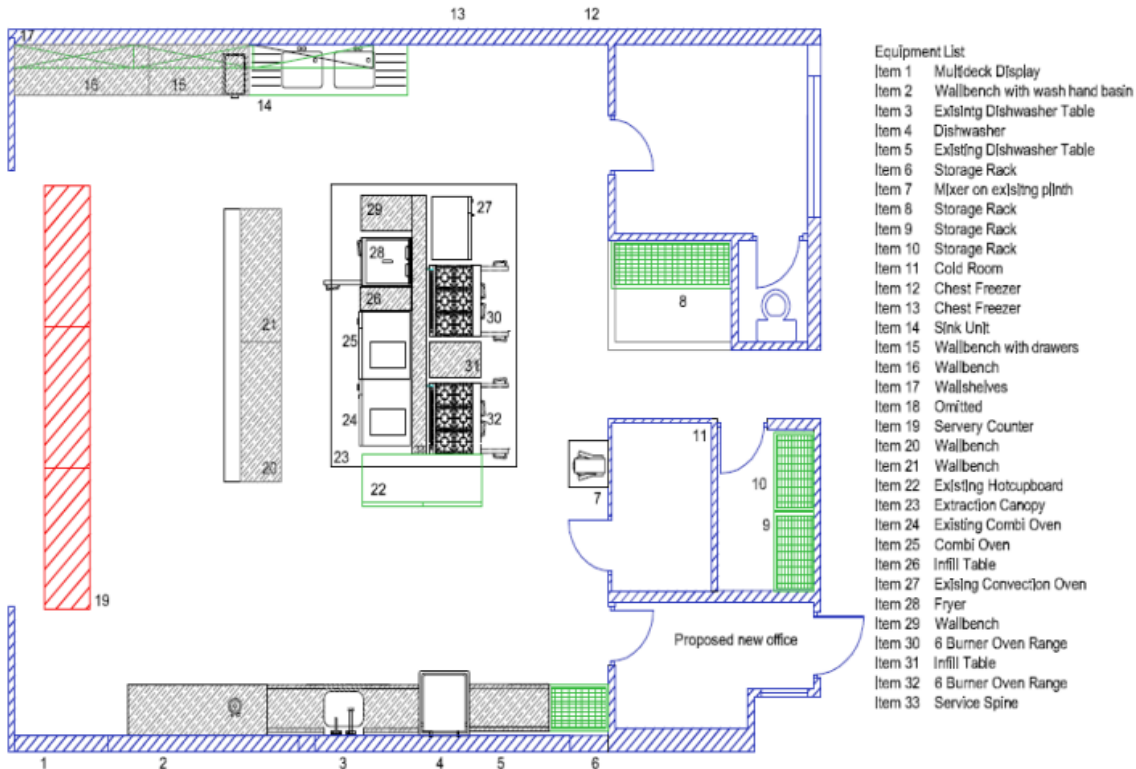 13 12
17
16 15
14
29 27
28
26
30
25
21
31
24 32
33
23
20
22
19
8
11
7
10
9
Proposed new office
1 2 3 4 5 6
Equipment List
Item 1 Multideck Display
Item 2 Wallbench with wash hand basin
Item 3 Exisintg Dishwasher Table
Item 4 Dishwasher
Item 5 Existing Dishwasher Table
Item 6 Storage Rack
Item 7 Mixer on exisitng plinth
Item 8 Storage Rack
Item 9 Storage Rack
Item 10 Storage Rack
Item 11 Cold Room
Item 12 Chest Freezer
Item 13 Chest Freezer
Item 14 Sink Unit
Item 15 Wallbench with drawers
Item 16 Wallbench
Item 17 Wallshelves
Item 18 Omitted
Item 19 Servery Counter
Item 20 Wallbench
Item 21 Wallbench
Item 22 Existing Hotcupboard
Item 23 Extraction Canopy
Item 24 Existing Combi Oven
Item 25 Combi Oven
Item 26 Infill Table
Item 27 Exising Convection Oven
Item 28 Fryer
Item 29 Wallbench
Item 30 6 Burner Oven Range
Item 31 Infill Table
Item 32 6 Burner Oven Range
Item 33 Service Spine